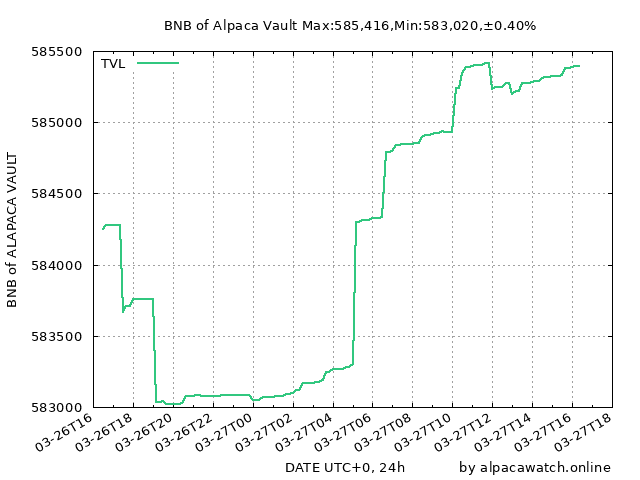 BNB of Alpaca Vault Max:585,416,Min:583,020,±0.40%
TVL
585500
585000
584500
584000
583500
583000
BNB of ALAPACA VAULT
03-26T16
03-26T18
03-26T20
03-26T22
03-27T00
03-27T02
03-27T04
03-27T06
03-27T08
03-27T10
03-27T12
03-27T14
03-27T16
03-27T18
DATE UTC+0, 24h
by alpacawatch.online